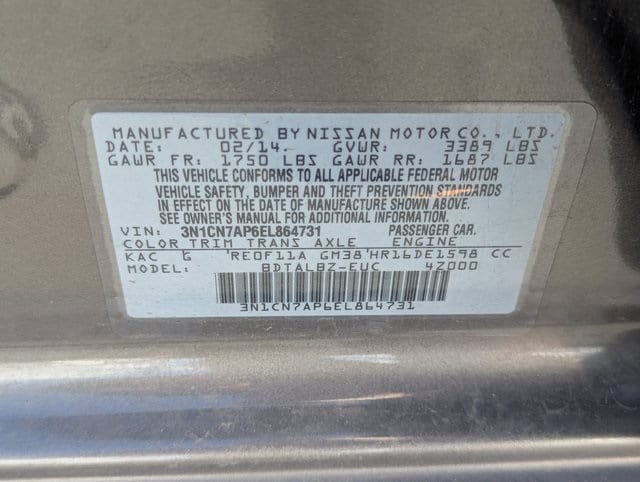 MANUFACTURED BY NISSAN MOTOR CO., LTD.
DATE: 02/14 GVWR: 3389 LBS
GAWR FR: 1750 LBS GAWR RR: 1687 LBS
THIS VEHICLE CONFORMS TO ALL APPLICABLE FEDERAL MOTOR
VEHICLE SAFETY, BUMPER AND THEFT PREVENTION STANDARDS
IN EFFECT ON THE DATE OF MANUFACTURE SHOWN ABOVE.
SEE OWNER'S MANUAL FOR ADDITIONAL INFORMATION.
VIN: 3N1CN7AP6EL864731 PASSENGER CAR.
COLOR TRIM TRANS AXLE ENGINE
KAC G RE0F11A GM38 HR16DE1598 CC
MODEL: BDTALBZ-EUC 4Z000
3N1CN7AP6EL864731